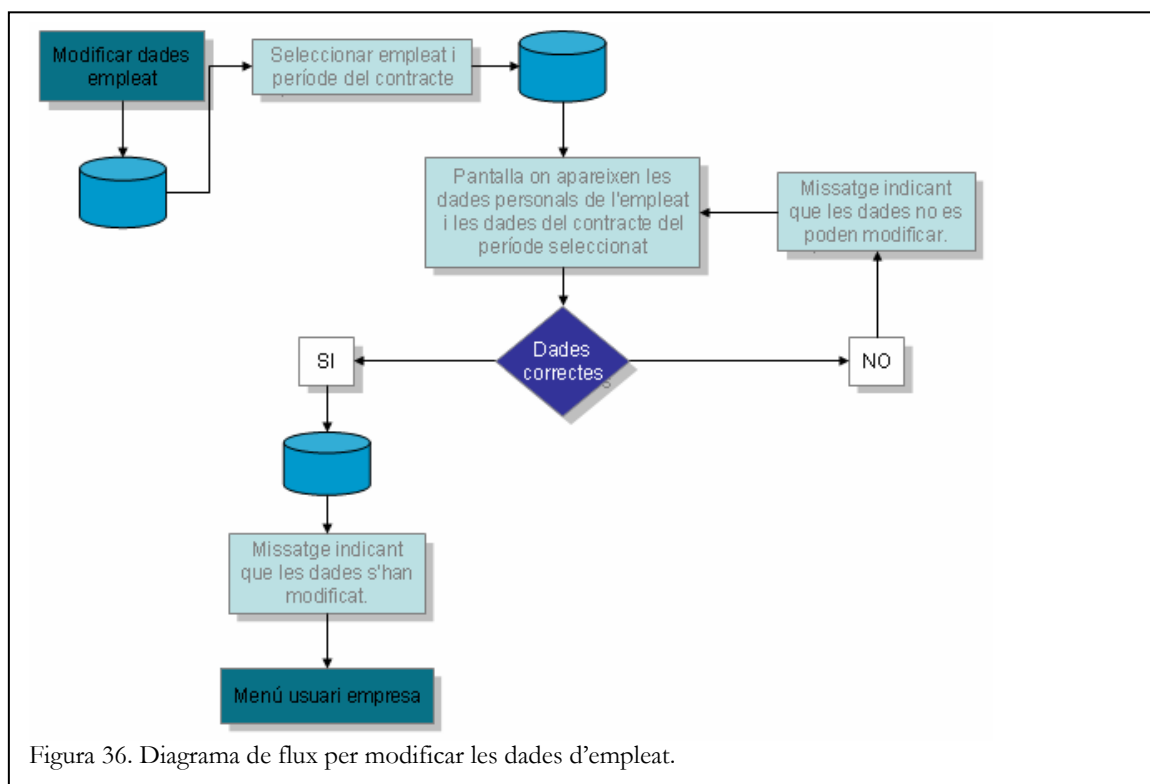 Modificar dades
empleat
Seleccionar empleat i
període del contracte
Pantalla on apareixen les
dades personals de l'empleat
i les dades del contracte del
període seleccionat
Missatge indicant
que les dades no es
poden modificar.
Dades
correctes
SI
NO
Missatge indicant
que les dades s'han
modificat.
Menú usuari empresa
Figura 36. Diagrama de flux per modificar les dades d’empleat.